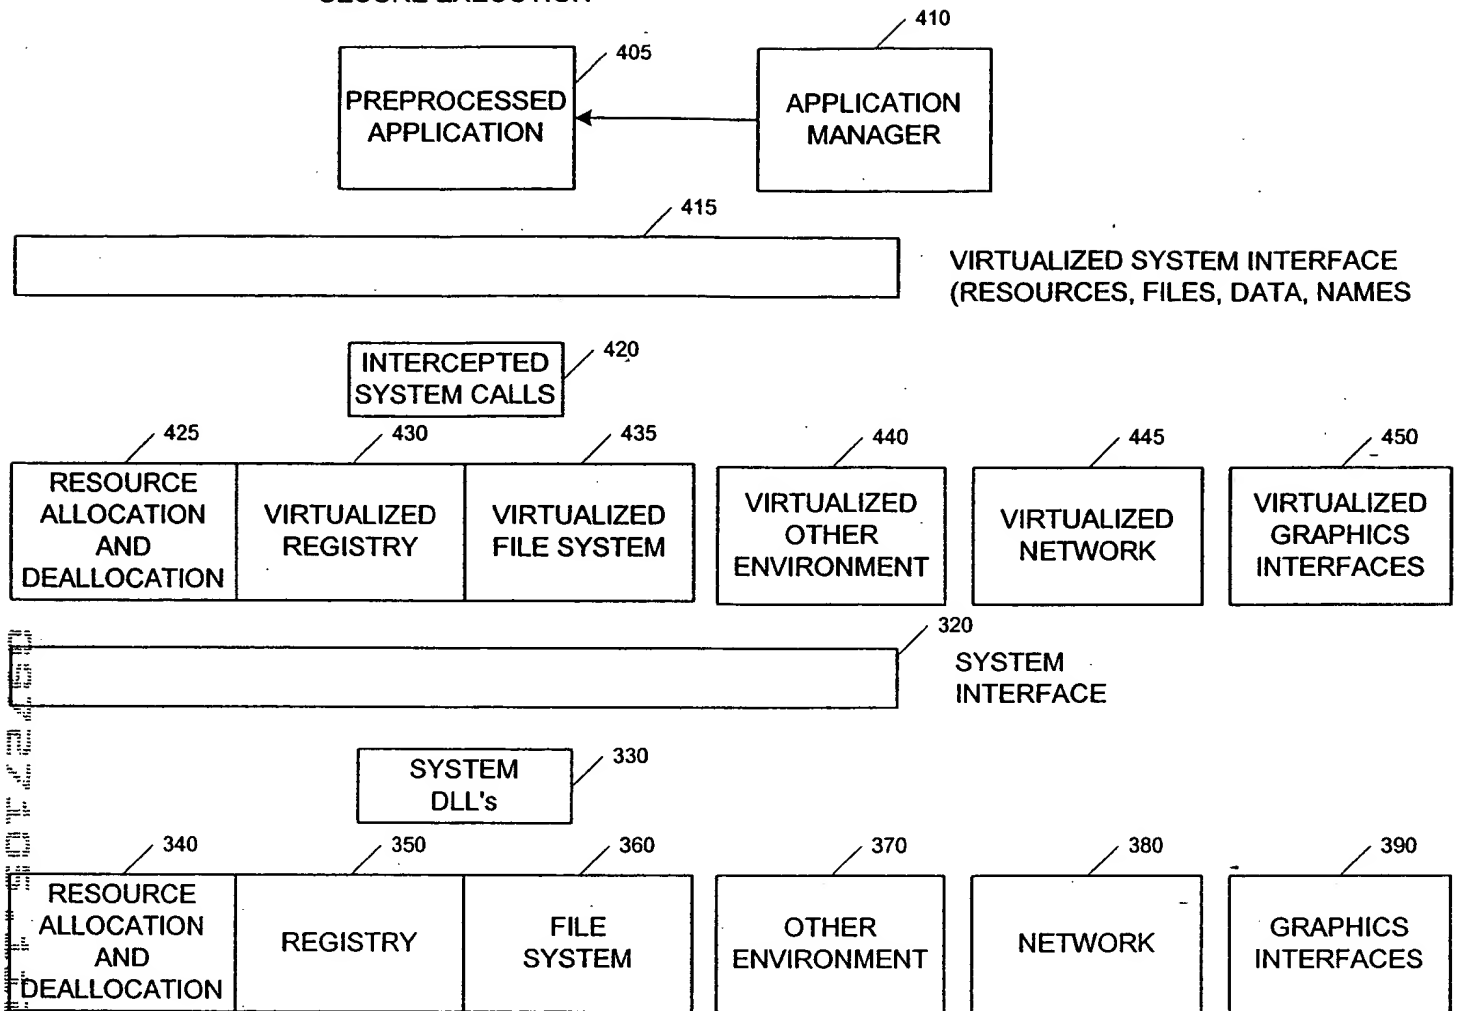 410
405
PREPROCESSED
APPLICATION
APPLICATION
MANAGER
415
VIRTUALIZED SYSTEM INTERFACE
(RESOURCES, FILES, DATA, NAMES
INTERCEPTED
SYSTEM CALLS
420
425
430
435
440
445
450
RESOURCE
ALLOCATION
AND
DEALLOCATION
VIRTUALIZED
REGISTRY
VIRTUALIZED
FILE SYSTEM
VIRTUALIZED
OTHER
ENVIRONMENT
VIRTUALIZED
NETWORK
VIRTUALIZED
GRAPHICS
INTERFACES
320
SYSTEM
INTERFACE
SYSTEM
DLL's
330
340
350
360
370
380
390
RESOURCE
ALLOCATION
AND
DEALLOCATION
REGISTRY
FILE
SYSTEM
OTHER
ENVIRONMENT
NETWORK
GRAPHICS
INTERFACES